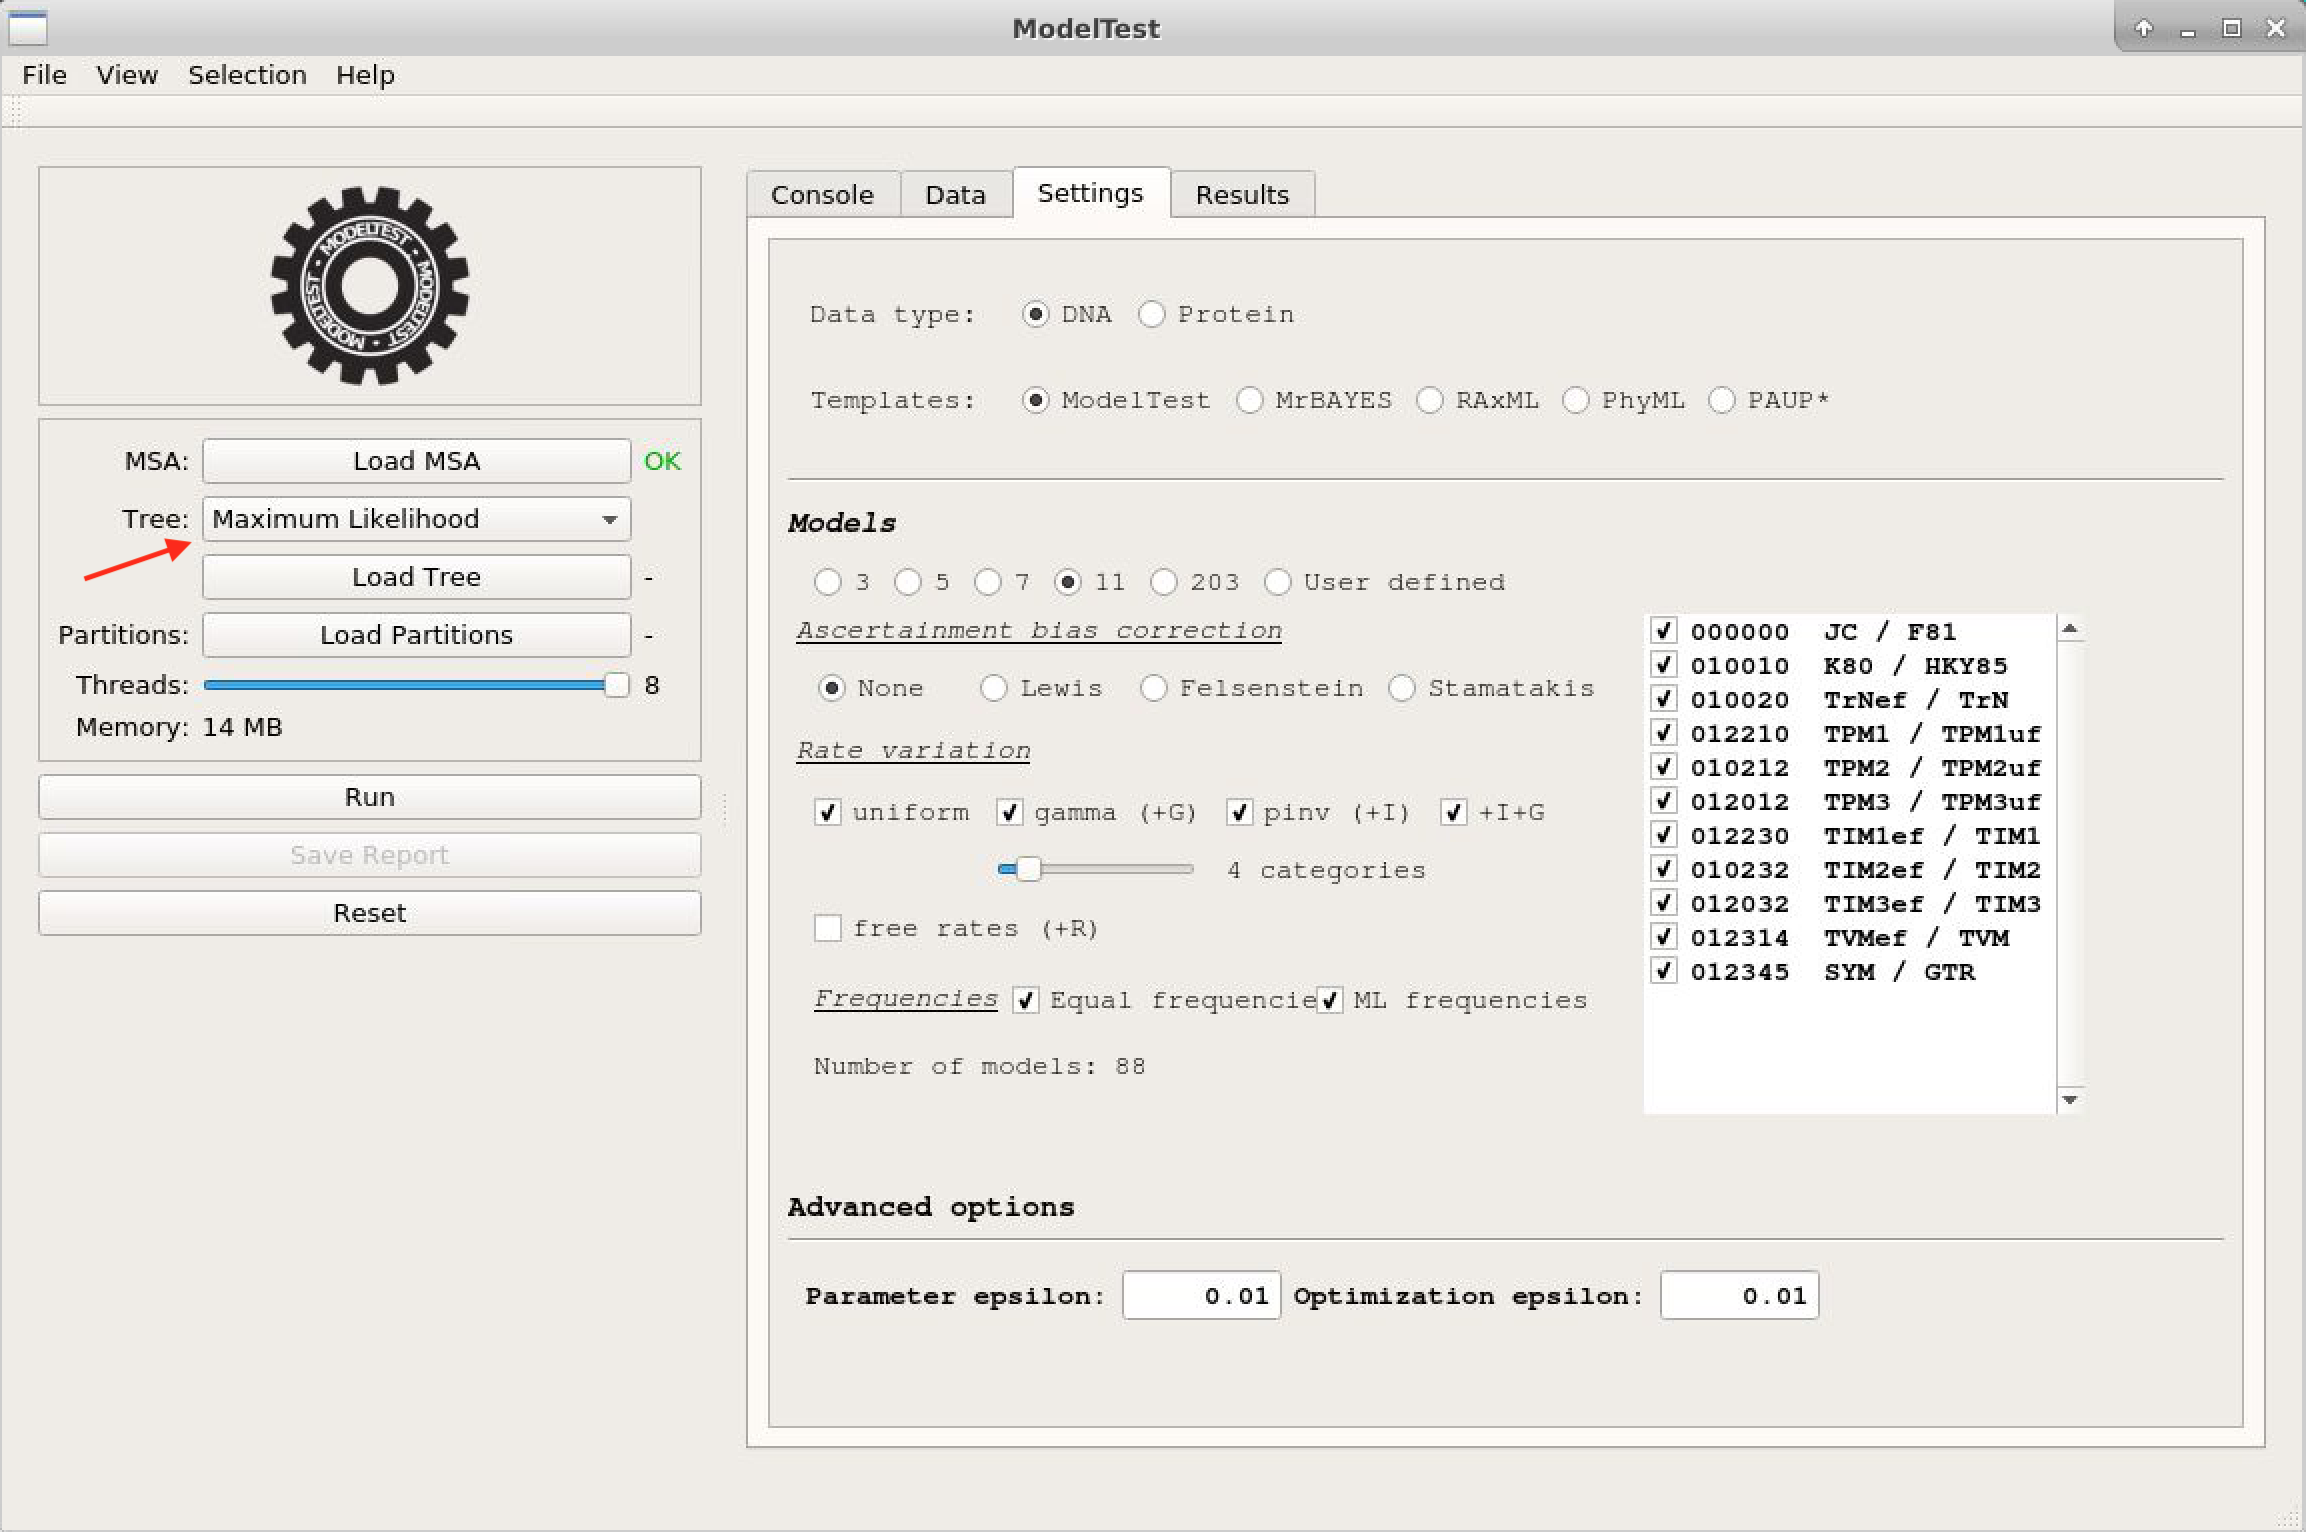 ModelTest
File View Selection Help
MODELTEST · MODELTEST · MODELTEST ·
MSA: Load MSA OK
Tree: Maximum Likelihood
Load Tree -
Partitions: Load Partitions -
Threads: 8
Memory: 14 MB
Run
Save Report
Reset
Console Data Settings Results
Data type: DNA Protein
Templates: ModelTest MrBAYES RAxML PhyML PAUP*
Models
3 5 7 11 203 User defined
Ascertainment bias correction
None Lewis Felsenstein Stamatakis
Rate variation
uniform gamma (+G) pinv (+I) +I+G
4 categories
free rates (+R)
Frequencies Equal frequencie ML frequencies
Number of models: 88
000000 JC / F81
010010 K80 / HKY85
010020 TrNef / TrN
012210 TPM1 / TPM1uf
010212 TPM2 / TPM2uf
012012 TPM3 / TPM3uf
012230 TIM1ef / TIM1
010232 TIM2ef / TIM2
012032 TIM3ef / TIM3
012314 TVMef / TVM
012345 SYM / GTR
Advanced options
Parameter epsilon: 0.01 Optimization epsilon: 0.01